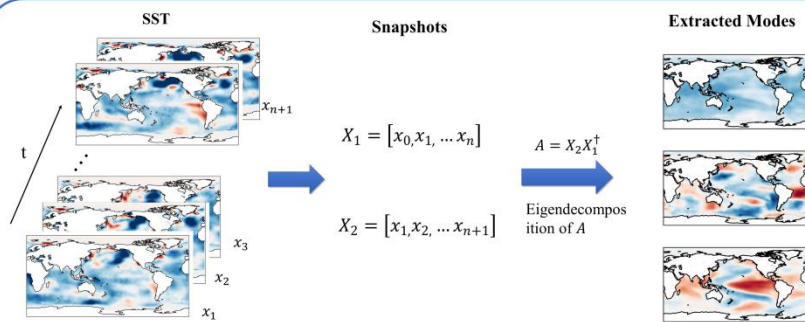 SST
Snapshots
Extracted Modes
x_{n+1}
t
X_1 = [x_0, x_1, … x_n]
A = X_2 X_1^†
X_2 = [x_1, x_2, … x_{n+1}]
Eigendecompos
ition of A
x_3
x_2
x_1